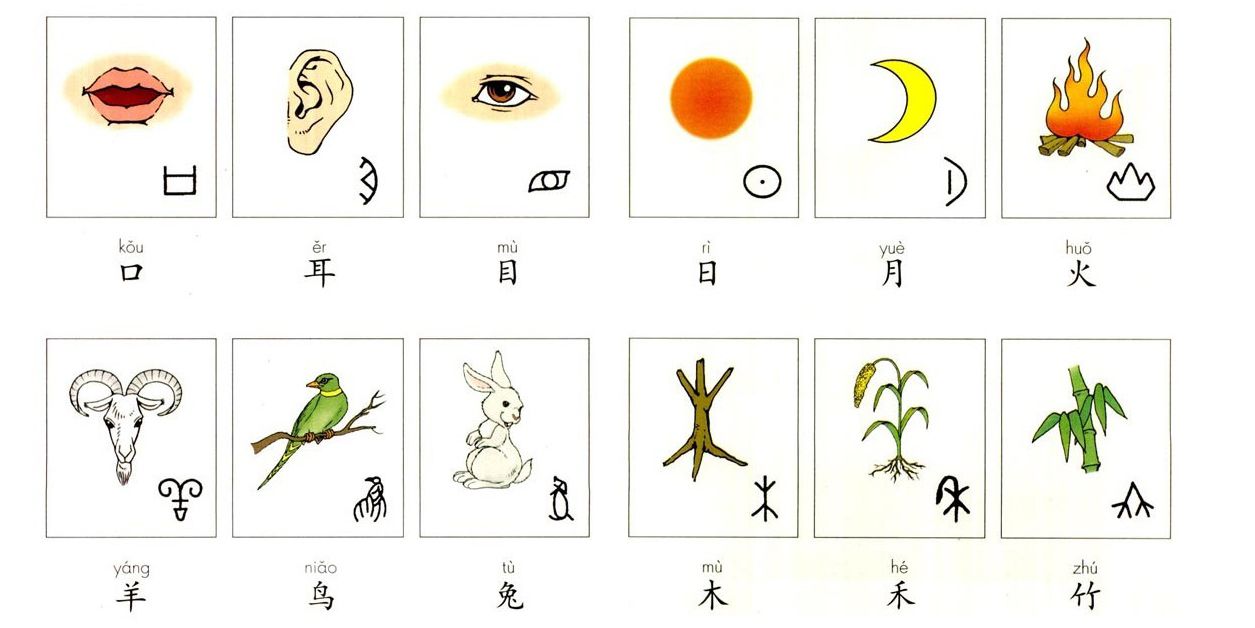 kǒu ěr mù rì yuè huǒ
口 耳 目 日 月 火
yáng niǎo tù mù hé zhú
羊 鸟 兔 木 禾 竹